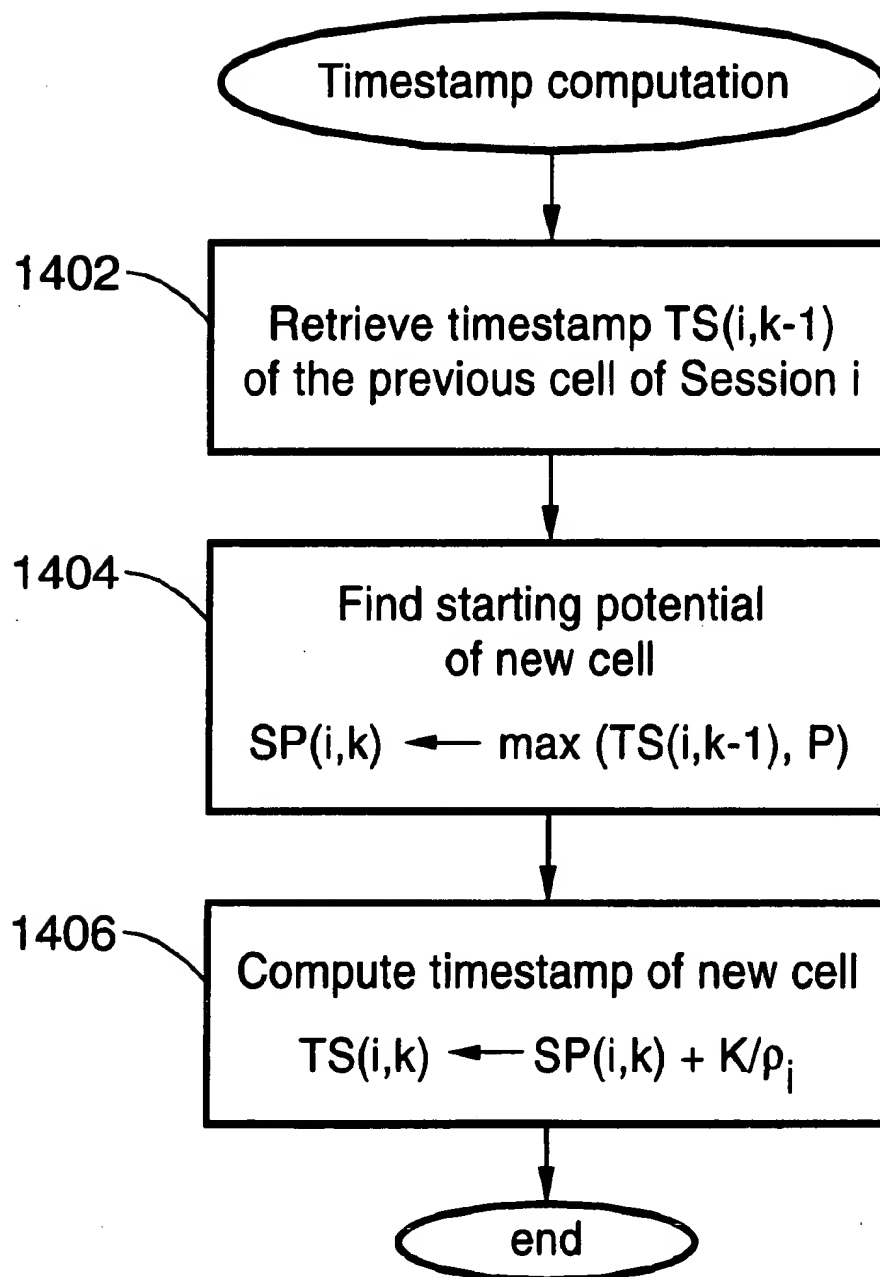 Timestamp computation
1402
Retrieve timestamp TS(i,k-1)
of the previous cell of Session i
1404
Find starting potential
of new cell
SP(i,k) ← max (TS(i,k-1), P)
1406
Compute timestamp of new cell
TS(i,k) ← SP(i,k) + K/ρi
end